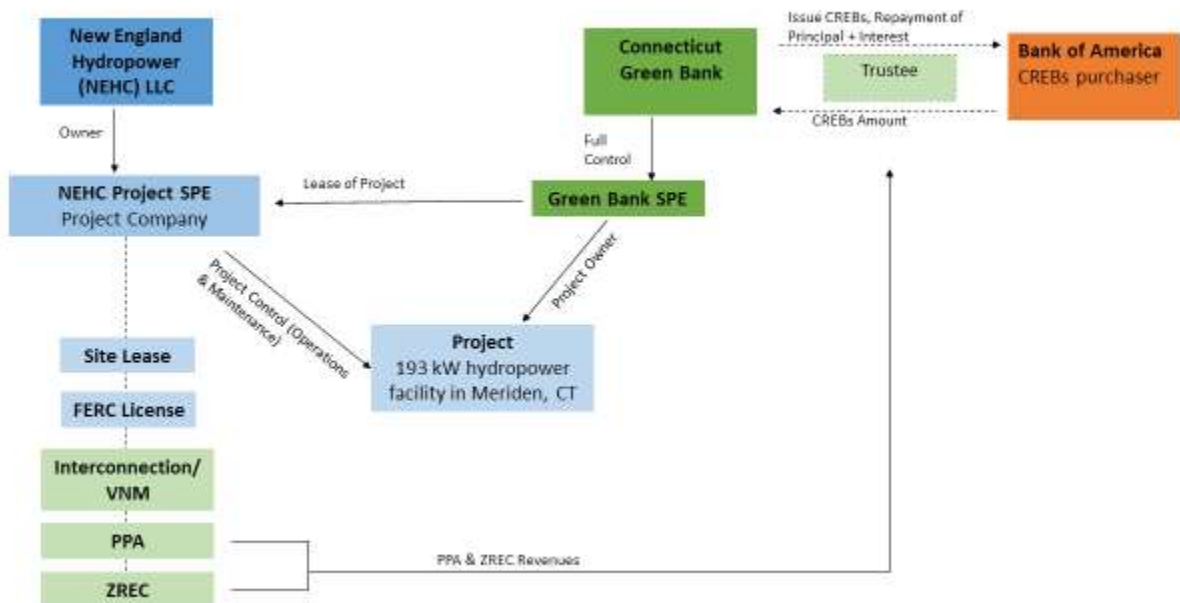 New England
Hydropower
(NEHC) LLC
Connecticut
Green Bank
Issue CREBs, Repayment of
Principal + Interest
Bank of America
CREBs purchaser
Trustee
CREBs Amount
Owner
Full
Control
NEHC Project SPE
Project Company
Lease of Project
Green Bank SPE
Project Control (Operations
& Maintenance)
Project Owner
Project
193 kW hydropower
facility in Meriden, CT
Site Lease
FERC License
Interconnection/
VNM
PPA
ZREC
PPA & ZREC Revenues